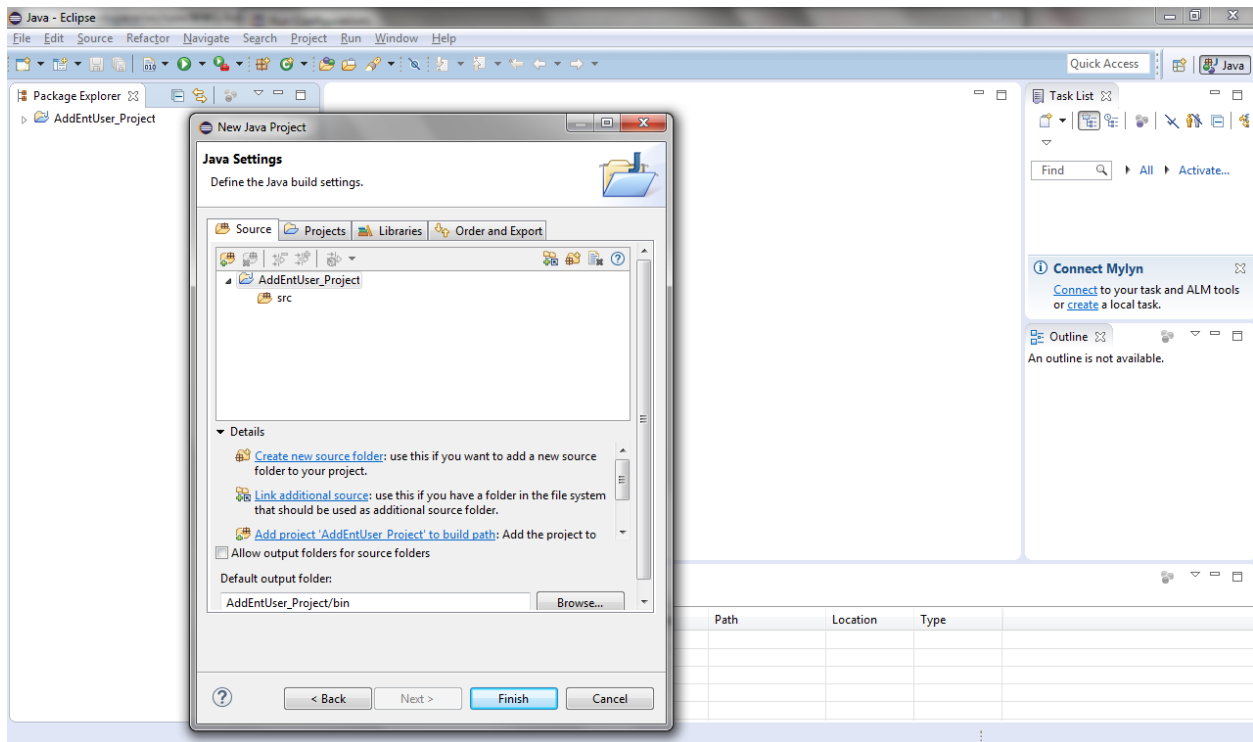 Java - Eclipse
File Edit Source Refactor Navigate Search Project Run Window Help
Quick Access
Java
Package Explorer
AddEntUser_Project
New Java Project
Java Settings
Define the Java build settings.
Source Projects Libraries Order and Export
AddEntUser_Project
src
Details
Create new source folder: use this if you want to add a new source
folder to your project.
Link additional source: use this if you have a folder in the file system
that should be used as additional source folder.
Add project 'AddEntUser_Project' to build path: Add the project to
Allow output folders for source folders
Default output folder:
AddEntUser_Project/bin
Browse...
< Back Next > Finish Cancel
Task List
Find All Activate...
Connect Mylyn
Connect to your task and ALM tools
or create a local task.
Outline
An outline is not available.
Path Location Type